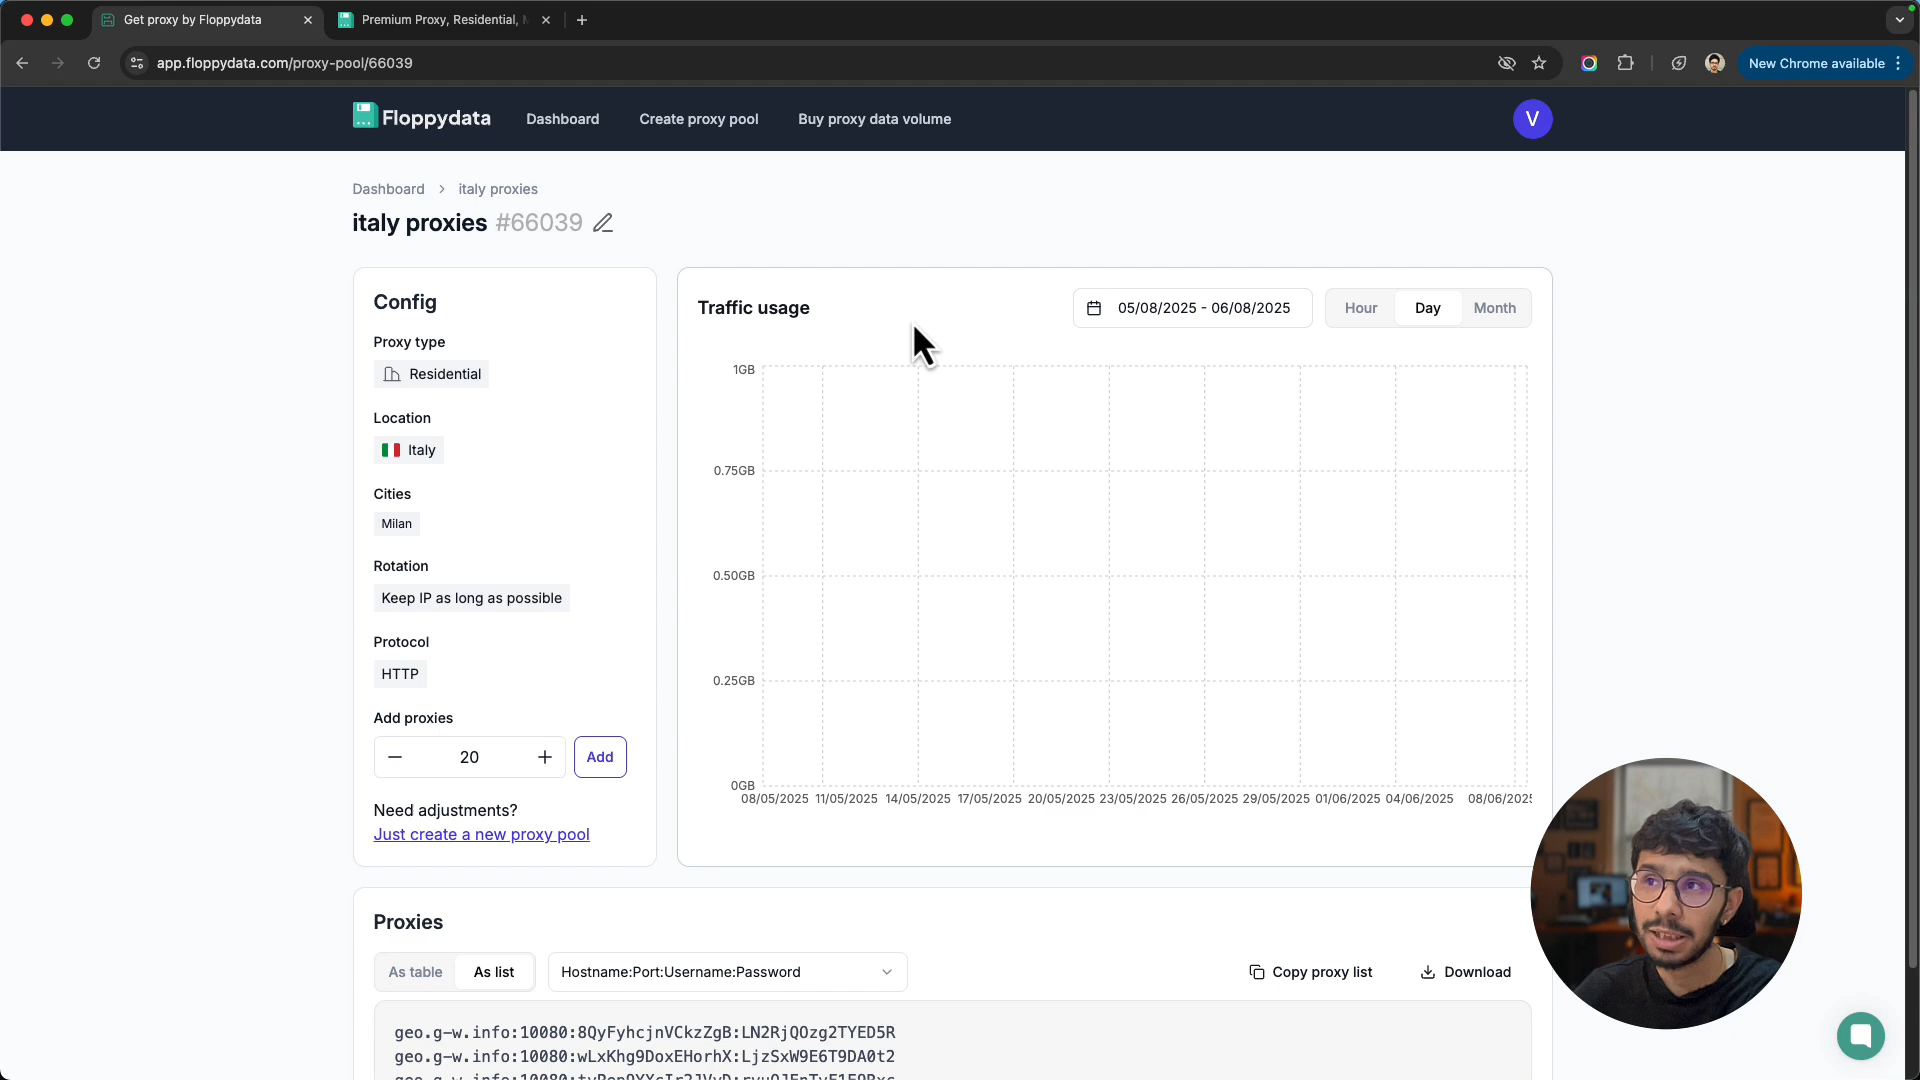 Get proxy by Floppydata
Premium Proxy, Residential,
app.floppydata.com/proxy-pool/66039
New Chrome available
Floppydata
Dashboard
Create proxy pool
Buy proxy data volume
V
Dashboard > italy proxies
italy proxies #66039
Config
Proxy type
Residential
Location
Italy
Cities
Milan
Rotation
Keep IP as long as possible
Protocol
HTTP
Add proxies
20
Add
Need adjustments?
Just create a new proxy pool
Traffic usage
05/08/2025 - 06/08/2025
Hour
Day
Month
1GB
0.75GB
0.50GB
0.25GB
0GB
08/05/2025 11/05/2025 14/05/2025 17/05/2025 20/05/2025 23/05/2025 26/05/2025 29/05/2025 01/06/2025 04/06/2025 08/06/2025
Proxies
As table
As list
Hostname:Port:Username:Password
Copy proxy list
Download
geo.g-w.info:10080:8QyFyhcjnVCkzZgB:LN2RjQOzg2TYED5R
geo.g-w.info:10080:wLxKhg9DoxEHorhX:LjzSxW9E6T9DA0t2